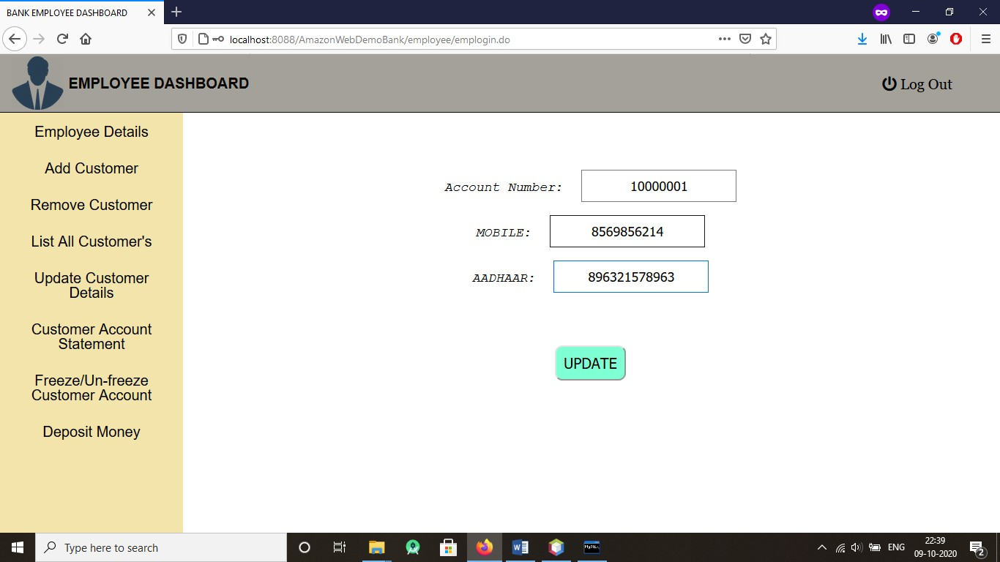 BANK EMPLOYEE DASHBOARD
localhost:8088/AmazonWebDemoBank/employee/emplogin.do
EMPLOYEE DASHBOARD
Log Out
Employee Details
Add Customer
Remove Customer
List All Customer's
Update Customer
Details
Customer Account
Statement
Freeze/Un-freeze
Customer Account
Deposit Money
Account Number: 10000001
MOBILE: 8569856214
AADHAAR: 896321578963
UPDATE
Type here to search
MySQL
ENG
22:39
09-10-2020
2